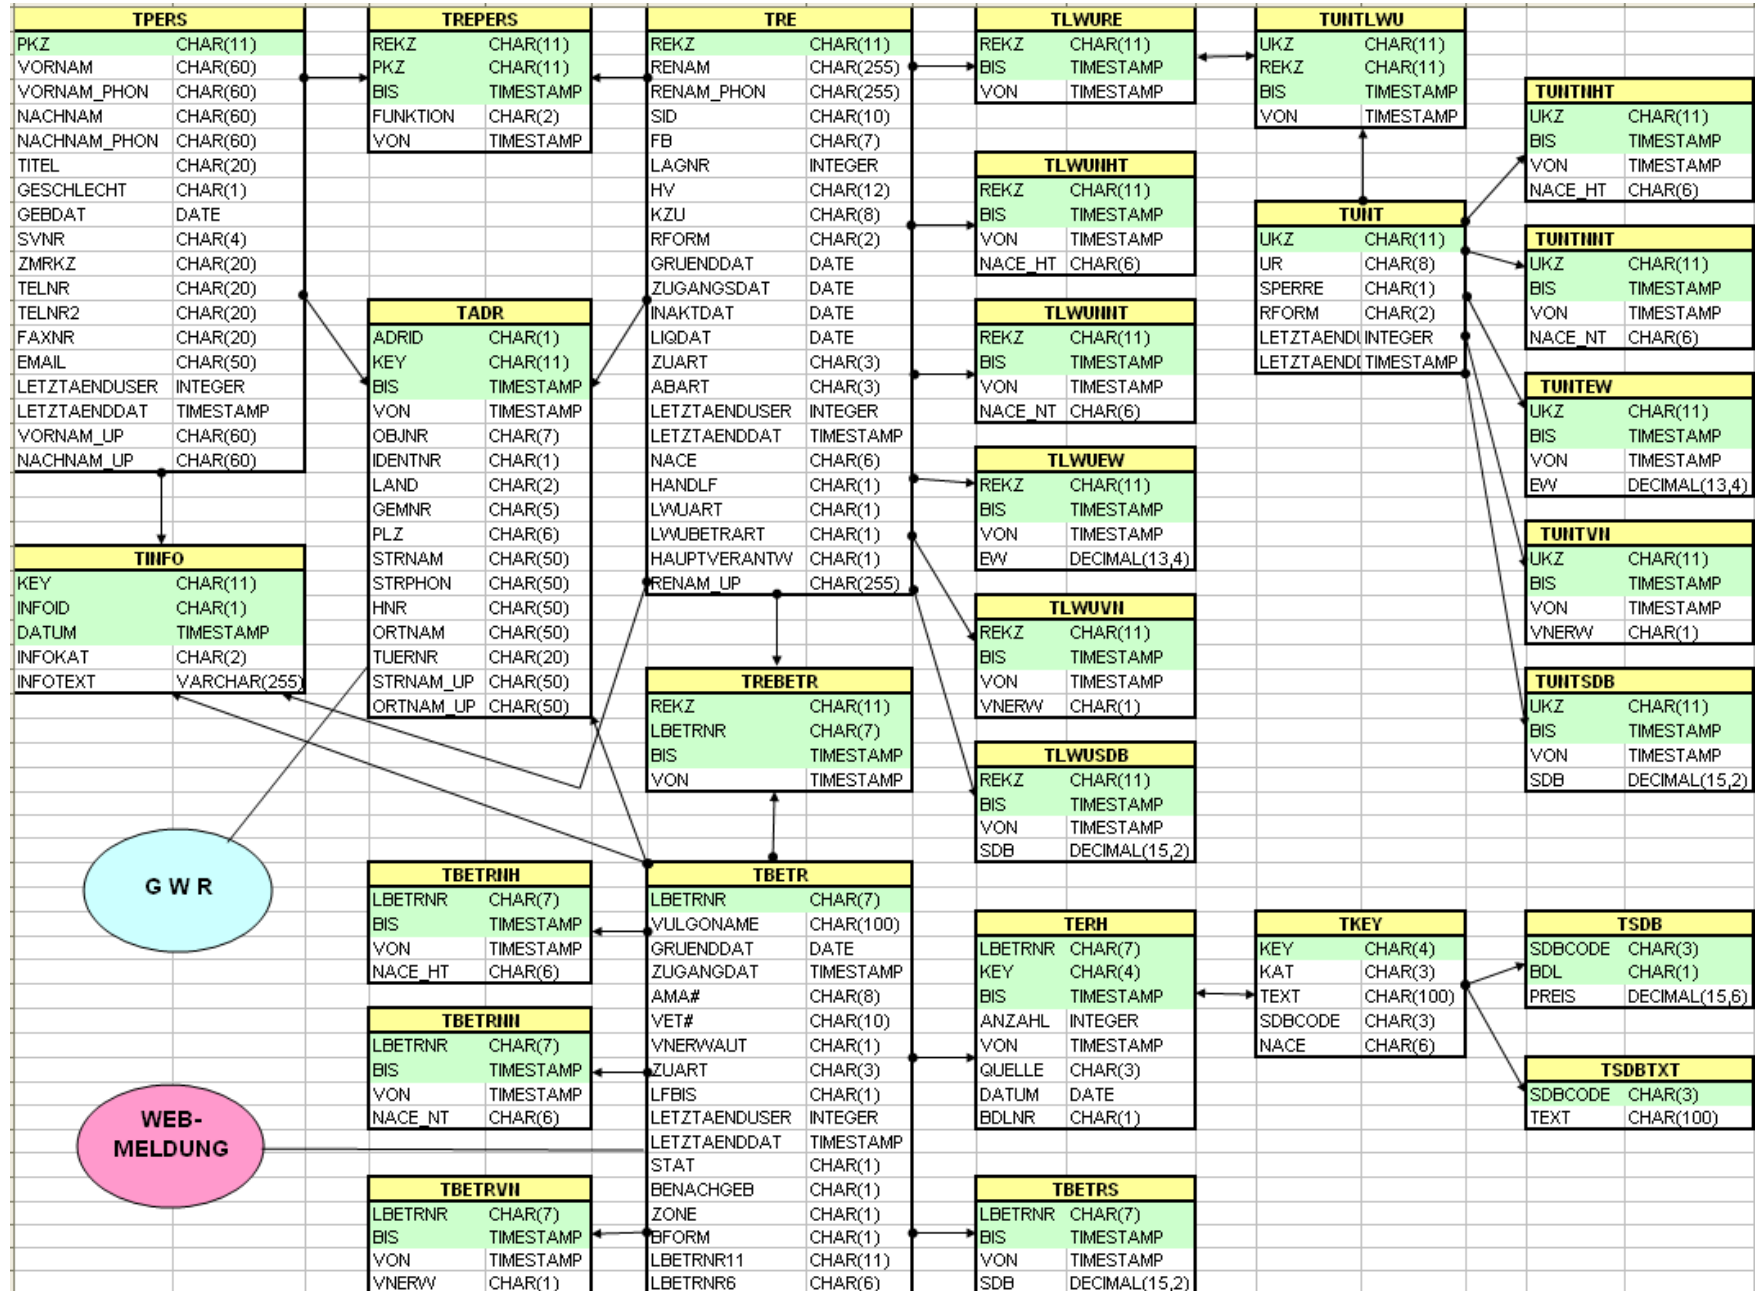 TPERS
PKZ CHAR(11)
VORNAM CHAR(60)
VORNAM_PHON CHAR(60)
NACHNAM CHAR(60)
NACHNAM_PHON CHAR(60)
TITEL CHAR(20)
GESCHLECHT CHAR(1)
GEBDAT DATE
SVNR CHAR(4)
ZMRKZ CHAR(20)
TELNR CHAR(20)
TELNR2 CHAR(20)
FAXNR CHAR(20)
EMAIL CHAR(50)
LETZTAENDUSER INTEGER
LETZTAENDDAT TIMESTAMP
VORNAM_UP CHAR(60)
NACHNAM_UP CHAR(60)
TINFO
KEY CHAR(11)
INFOID CHAR(1)
DATUM TIMESTAMP
INFOKAT CHAR(2)
INFOTEXT VARCHAR(255)
G W R
WEB-
MELDUNG
TREPERS
REKZ CHAR(11)
PKZ CHAR(11)
BIS TIMESTAMP
FUNKTION CHAR(2)
VON TIMESTAMP
TADR
ADRID CHAR(1)
KEY CHAR(11)
BIS TIMESTAMP
VON TIMESTAMP
OBJNR CHAR(7)
IDENTNR CHAR(1)
LAND CHAR(2)
GEMNR CHAR(5)
PLZ CHAR(6)
STRNAM CHAR(50)
STRPHON CHAR(50)
HNR CHAR(50)
ORTNAM CHAR(50)
TUERNR CHAR(20)
STRNAM_UP CHAR(50)
ORTNAM_UP CHAR(50)
TBETRNH
LBETRNR CHAR(7)
BIS TIMESTAMP
VON TIMESTAMP
NACE_HT CHAR(6)
TBETRNN
LBETRNR CHAR(7)
BIS TIMESTAMP
VON TIMESTAMP
NACE_NT CHAR(6)
TBETRVN
LBETRNR CHAR(7)
BIS TIMESTAMP
VON TIMESTAMP
VNERW CHAR(1)
TRE
REKZ CHAR(11)
RENAM CHAR(255)
RENAM_PHON CHAR(255)
SID CHAR(10)
FB CHAR(7)
LAGNR INTEGER
HV CHAR(12)
KZU CHAR(8)
RFORM CHAR(2)
GRUENDDAT DATE
ZUGANGSDAT DATE
INAKTDAT DATE
LIQDAT DATE
ZUART CHAR(3)
ABART CHAR(3)
LETZTAENDUSER INTEGER
LETZTAENDDAT TIMESTAMP
NACE CHAR(6)
HANDLF CHAR(1)
LWUART CHAR(1)
LWUBETRART CHAR(1)
HAUPTVERANTW CHAR(1)
RENAM_UP CHAR(255)
TREBETR
REKZ CHAR(11)
LBETRNR CHAR(7)
BIS TIMESTAMP
VON TIMESTAMP
TBETR
LBETRNR CHAR(7)
VULGONAME CHAR(100)
GRUENDDAT DATE
ZUGANGDAT TIMESTAMP
AMA# CHAR(8)
VET# CHAR(10)
VNERWAUT CHAR(1)
ZUART CHAR(3)
LFBIS CHAR(1)
LETZTAENDUSER INTEGER
LETZTAENDDAT TIMESTAMP
STAT CHAR(1)
BENACHGEB CHAR(1)
ZONE CHAR(1)
BFORM CHAR(1)
LBETRNR11 CHAR(11)
LBETRNR6 CHAR(6)
TLWURE
REKZ CHAR(11)
BIS TIMESTAMP
VON TIMESTAMP
TLWUNHT
REKZ CHAR(11)
BIS TIMESTAMP
VON TIMESTAMP
NACE_HT CHAR(6)
TLWUNNT
REKZ CHAR(11)
BIS TIMESTAMP
VON TIMESTAMP
NACE_NT CHAR(6)
TLWUEW
REKZ CHAR(11)
BIS TIMESTAMP
VON TIMESTAMP
EW DECIMAL(13,4)
TLWUVN
REKZ CHAR(11)
BIS TIMESTAMP
VON TIMESTAMP
VNERW CHAR(1)
TLWUSDB
REKZ CHAR(11)
BIS TIMESTAMP
VON TIMESTAMP
SDB DECIMAL(15,2)
TERH
LBETRNR CHAR(7)
KEY CHAR(4)
BIS TIMESTAMP
ANZAHL INTEGER
VON TIMESTAMP
QUELLE CHAR(3)
DATUM DATE
BDLNR CHAR(1)
TBETRS
LBETRNR CHAR(7)
BIS TIMESTAMP
VON TIMESTAMP
SDB DECIMAL(15,2)
TUNTLWU
UKZ CHAR(11)
REKZ CHAR(11)
BIS TIMESTAMP
VON TIMESTAMP
TUNT
UKZ CHAR(11)
UR CHAR(8)
SPERRE CHAR(1)
RFORM CHAR(2)
LETZTAENDU INTEGER
LETZTAENDD TIMESTAMP
TKEY
KEY CHAR(4)
KAT CHAR(3)
TEXT CHAR(100)
SDBCODE CHAR(3)
NACE CHAR(6)
TUNTNHT
UKZ CHAR(11)
BIS TIMESTAMP
VON TIMESTAMP
NACE_HT CHAR(6)
TUNTNNT
UKZ CHAR(11)
BIS TIMESTAMP
VON TIMESTAMP
NACE_NT CHAR(6)
TUNTEW
UKZ CHAR(11)
BIS TIMESTAMP
VON TIMESTAMP
EW DECIMAL(13,4)
TUNTVN
UKZ CHAR(11)
BIS TIMESTAMP
VON TIMESTAMP
VNERW CHAR(1)
TUNTSDB
UKZ CHAR(11)
BIS TIMESTAMP
VON TIMESTAMP
SDB DECIMAL(15,2)
TSDB
SDBCODE CHAR(3)
BDL CHAR(1)
PREIS DECIMAL(15,6)
TSDBTXT
SDBCODE CHAR(3)
TEXT CHAR(100)